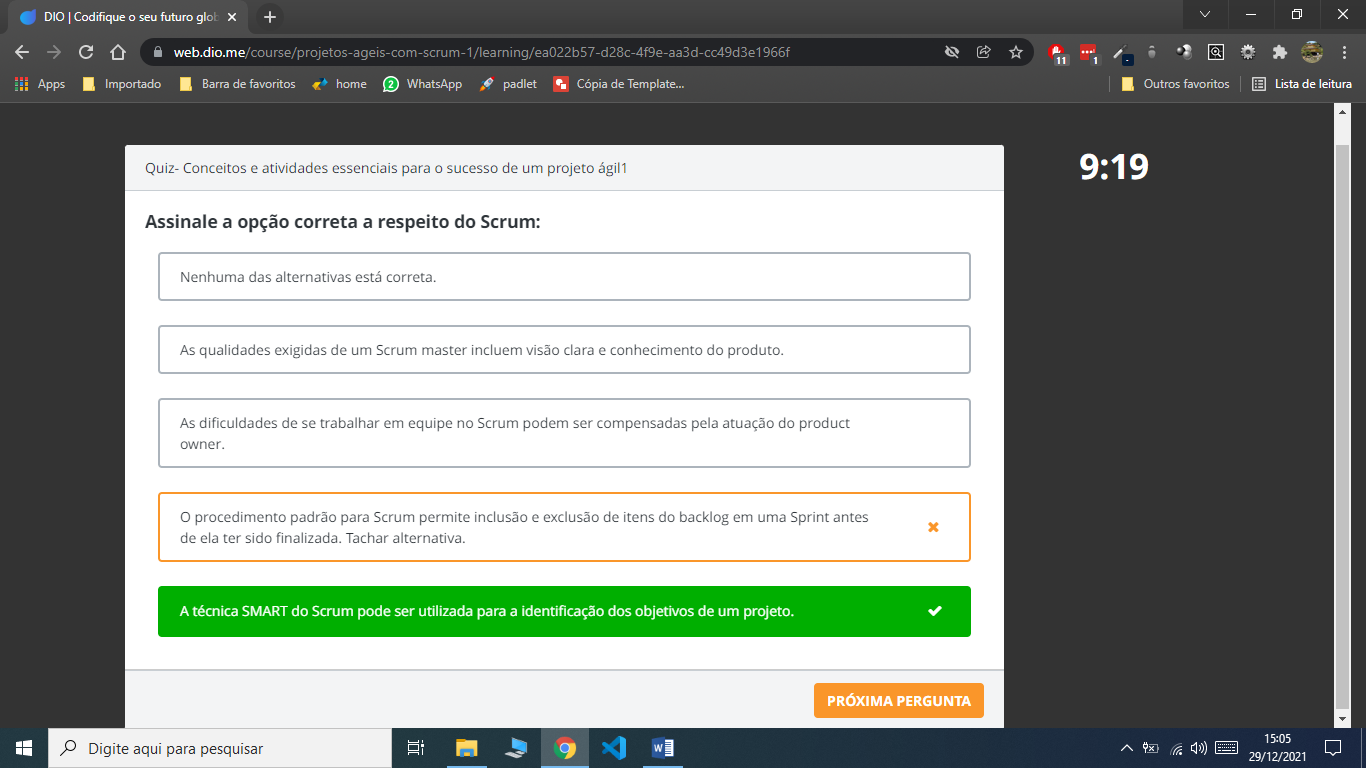 DIO | Codifique o seu futuro glob
web.dio.me/course/projetos-ageis-com-scrum-1/learning/ea022b57-d28c-4f9e-aa3d-cc49d3e1966f
11
1
Apps
Importado
Barra de favoritos
home
2
WhatsApp
padlet
Cópia de Template...
Outros favoritos
Lista de leitura
Quiz- Conceitos e atividades essenciais para o sucesso de um projeto ágil1
9:19
Assinale a opção correta a respeito do Scrum:
Nenhuma das alternativas está correta.
As qualidades exigidas de um Scrum master incluem visão clara e conhecimento do produto.
As dificuldades de se trabalhar em equipe no Scrum podem ser compensadas pela atuação do product
owner.
O procedimento padrão para Scrum permite inclusão e exclusão de itens do backlog em uma Sprint antes
de ela ter sido finalizada. Tachar alternativa.
A técnica SMART do Scrum pode ser utilizada para a identificação dos objetivos de um projeto.
PRÓXIMA PERGUNTA
Digite aqui para pesquisar
15:05
29/12/2021